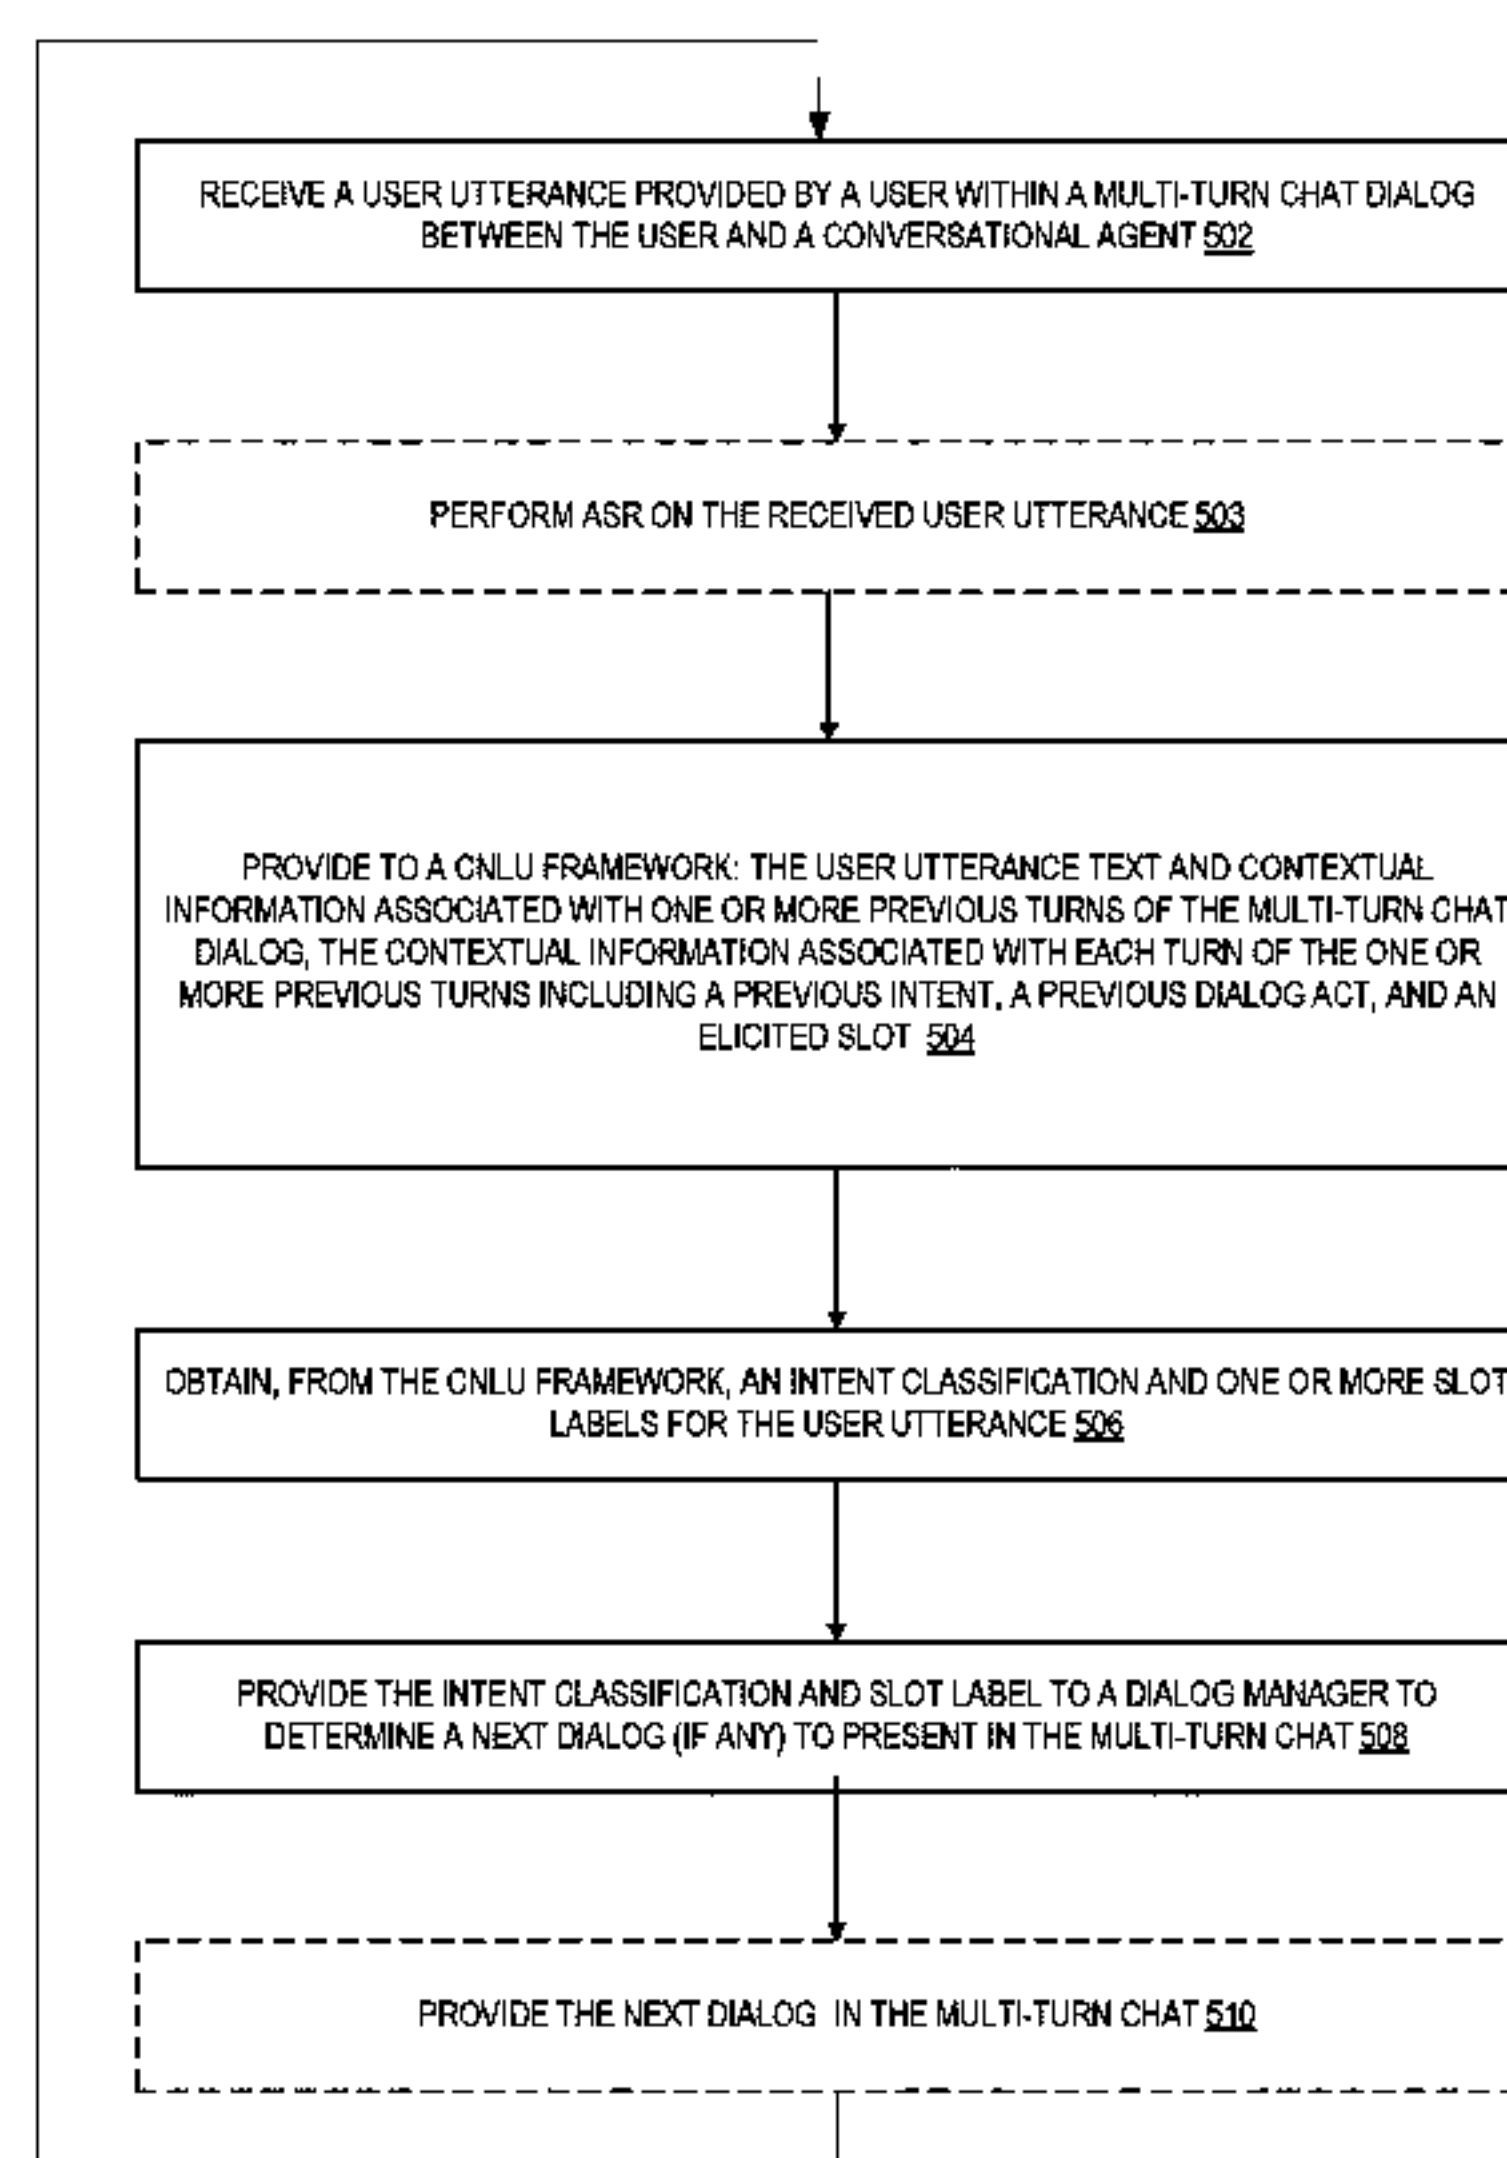 RECEIVE A USER UTTERANCE PROVIDED BY A USER WITHIN A MULTI-TURN CHAT DIALOG
BETWEEN THE USER AND A CONVERSATIONAL AGENT 502
PERFORM ASR ON THE RECEIVED USER UTTERANCE 503
PROVIDE TO A CNLU FRAMEWORK: THE USER UTTERANCE TEXT AND CONTEXTUAL
INFORMATION ASSOCIATED WITH ONE OR MORE PREVIOUS TURNS OF THE MULTI-TURN CHAT
DIALOG, THE CONTEXTUAL INFORMATION ASSOCIATED WITH EACH TURN OF THE ONE OR
MORE PREVIOUS TURNS INCLUDING A PREVIOUS INTENT, A PREVIOUS DIALOG ACT, AND AN
ELICITED SLOT 504
OBTAIN, FROM THE CNLU FRAMEWORK, AN INTENT CLASSIFICATION AND ONE OR MORE SLOT
LABELS FOR THE USER UTTERANCE 506
PROVIDE THE INTENT CLASSIFICATION AND SLOT LABEL TO A DIALOG MANAGER TO
DETERMINE A NEXT DIALOG (IF ANY) TO PRESENT IN THE MULTI-TURN CHAT 508
PROVIDE THE NEXT DIALOG IN THE MULTI-TURN CHAT 510